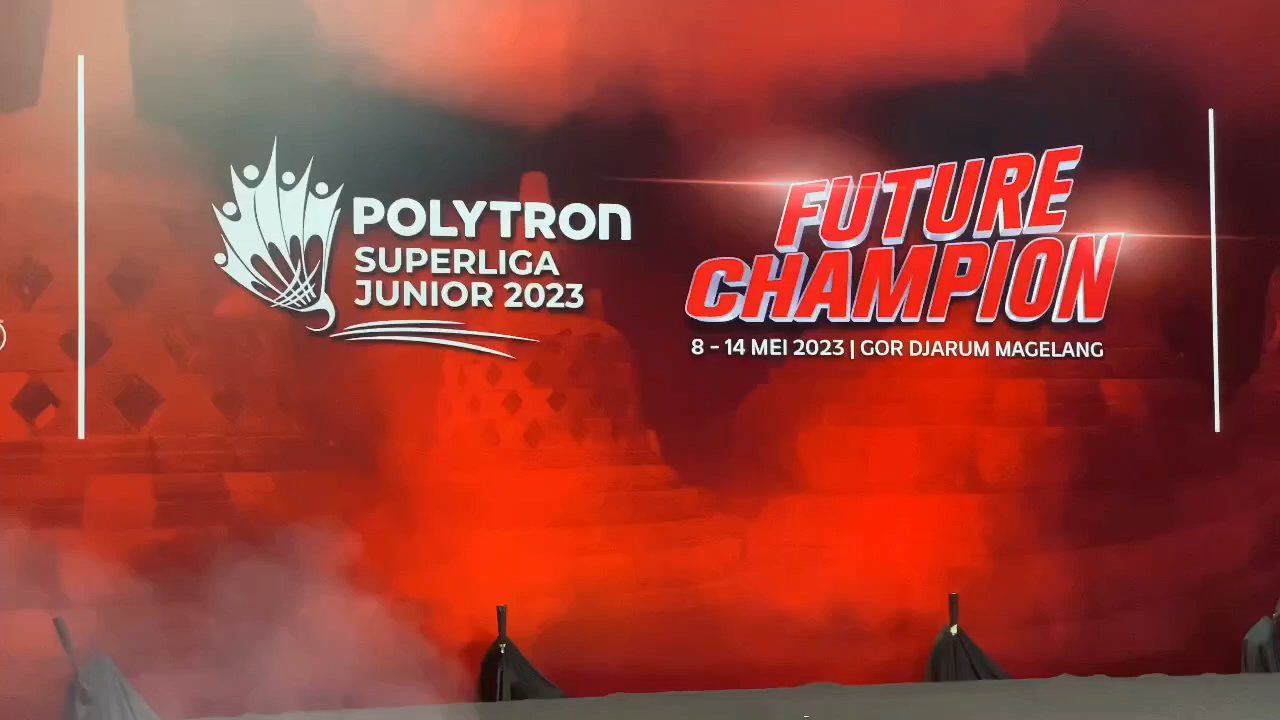 POLYTRON
SUPERLIGA
JUNIOR 2023
FUTURE
CHAMPION
8 - 14 MEI 2023 | GOR DJARUM MAGELANG